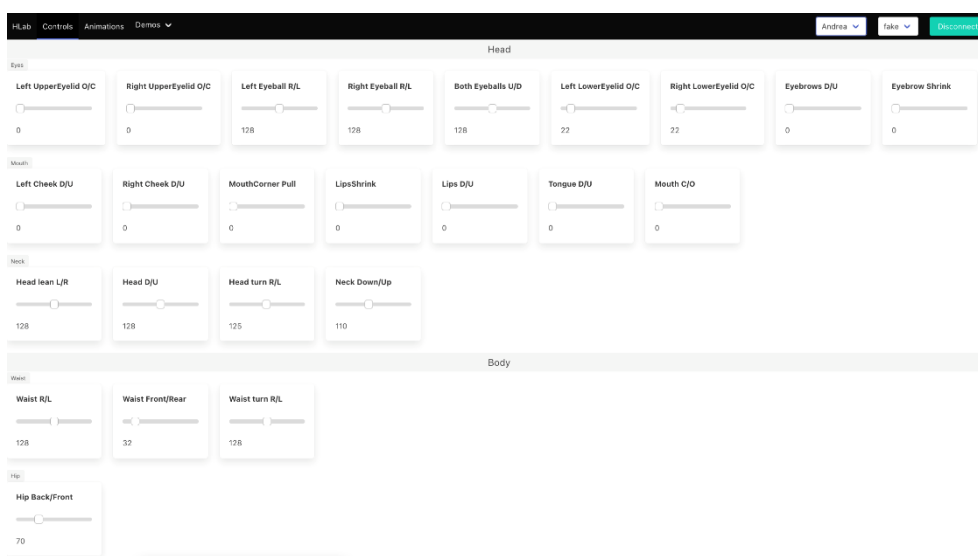 HLab Controls Animations Demos Andrea fake Disconnect
Head
Eyes
Left UpperEyelid O/C Right UpperEyelid O/C Left Eyeball R/L Right Eyeball R/L Both Eyeballs U/D Left LowerEyelid O/C Right LowerEyelid O/C Eyebrows D/U Eyebrow Shrink
0 0 128 128 128 22 22 0 0
Mouth
Left Cheek D/U Right Cheek D/U MouthCorner Pull LipsShrink Lips D/U Tongue D/U Mouth C/O
0 0 0 0 0 0 0
Neck
Head lean L/R Head D/U Head turn R/L Neck Down/Up
128 128 125 110
Body
Waist
Waist R/L Waist Front/Rear Waist turn R/L
128 32 128
Hip
Hip Back/Front
70